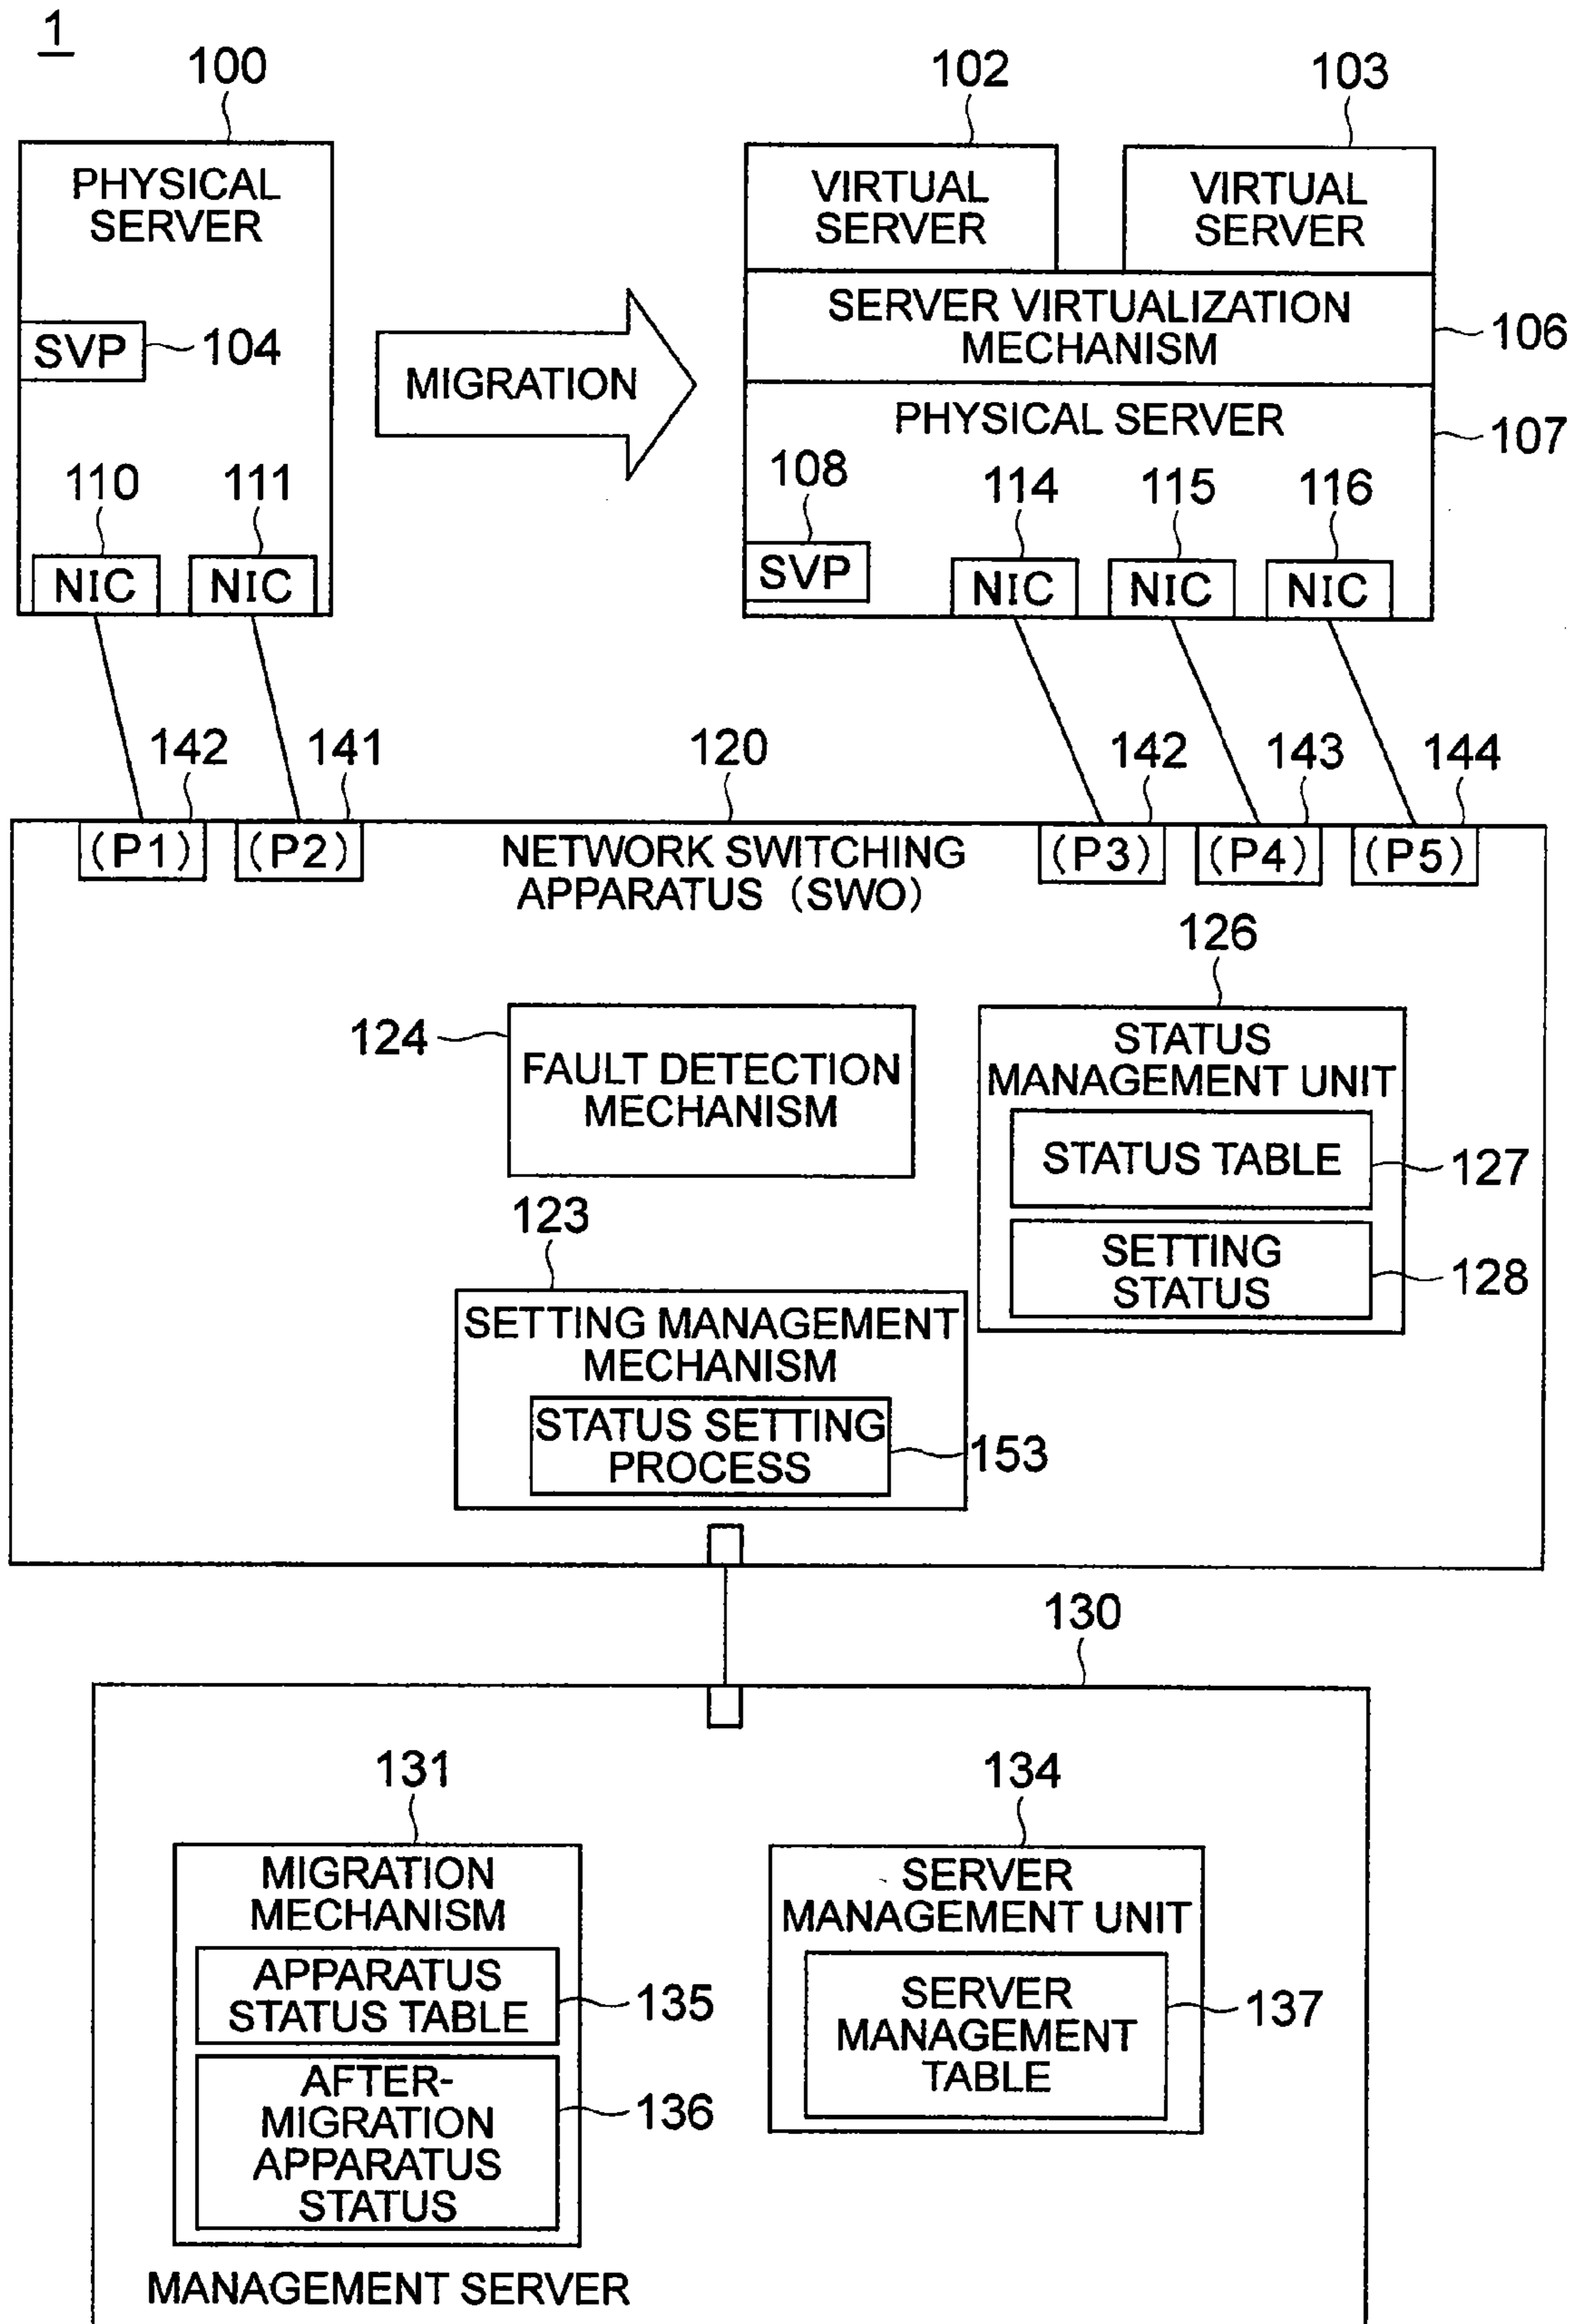 1
100
102
103
PHYSICAL
SERVER
VIRTUAL
SERVER
VIRTUAL
SERVER
SERVER VIRTUALIZATION
MECHANISM
106
SVP
104
MIGRATION
PHYSICAL SERVER
107
110
111
108
114
115
116
NIC
NIC
SVP
NIC
NIC
NIC
142
141
120
142
143
144
(P1)
(P2)
NETWORK SWITCHING
APPARATUS (SWO)
(P3)
(P4)
(P5)
126
124
FAULT DETECTION
MECHANISM
STATUS
MANAGEMENT UNIT
STATUS TABLE
127
SETTING
STATUS
128
123
SETTING MANAGEMENT
MECHANISM
STATUS SETTING
PROCESS
153
130
131
134
MIGRATION
MECHANISM
APPARATUS
STATUS TABLE
135
AFTER-
MIGRATION
APPARATUS
STATUS
136
SERVER
MANAGEMENT UNIT
SERVER
MANAGEMENT
TABLE
137
MANAGEMENT SERVER